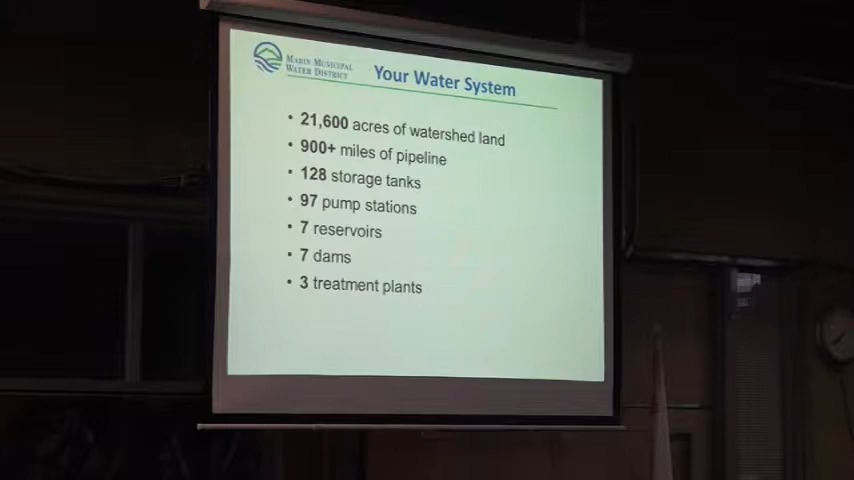 MARIN MUNICIPAL
WATER DISTRICT
Your Water System
• 21,600 acres of watershed land
• 900+ miles of pipeline
• 128 storage tanks
• 97 pump stations
• 7 reservoirs
• 7 dams
• 3 treatment plants